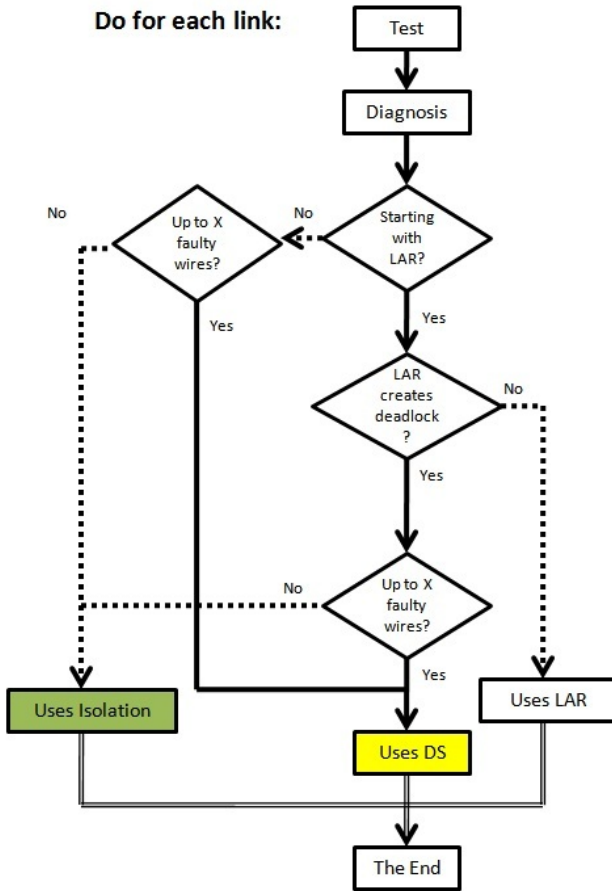 Do for each link:
Test
Diagnosis
No
Up to X
faulty
wires?
No
Starting
with
LAR?
Yes
Yes
LAR
creates
deadlock
?
No
Yes
No
Up to X
faulty
wires?
Yes
Uses Isolation
Uses LAR
Uses DS
The End